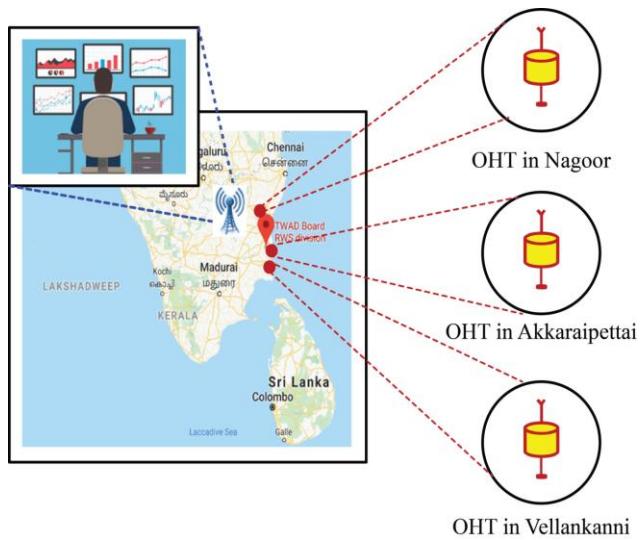 galuru
ಳೂರು
Chennai
சென்னை
ಮೈಸೂರು
TWAD Board
RWS division
Kochi
കൊച്ചി
Madurai
மதுரை
LAKSHADWEEP
KERALA
Sri Lanka
Colombo
Laccadive Sea
Galle
OHT in Nagoor
OHT in Akkaraipettai
OHT in Vellankanni